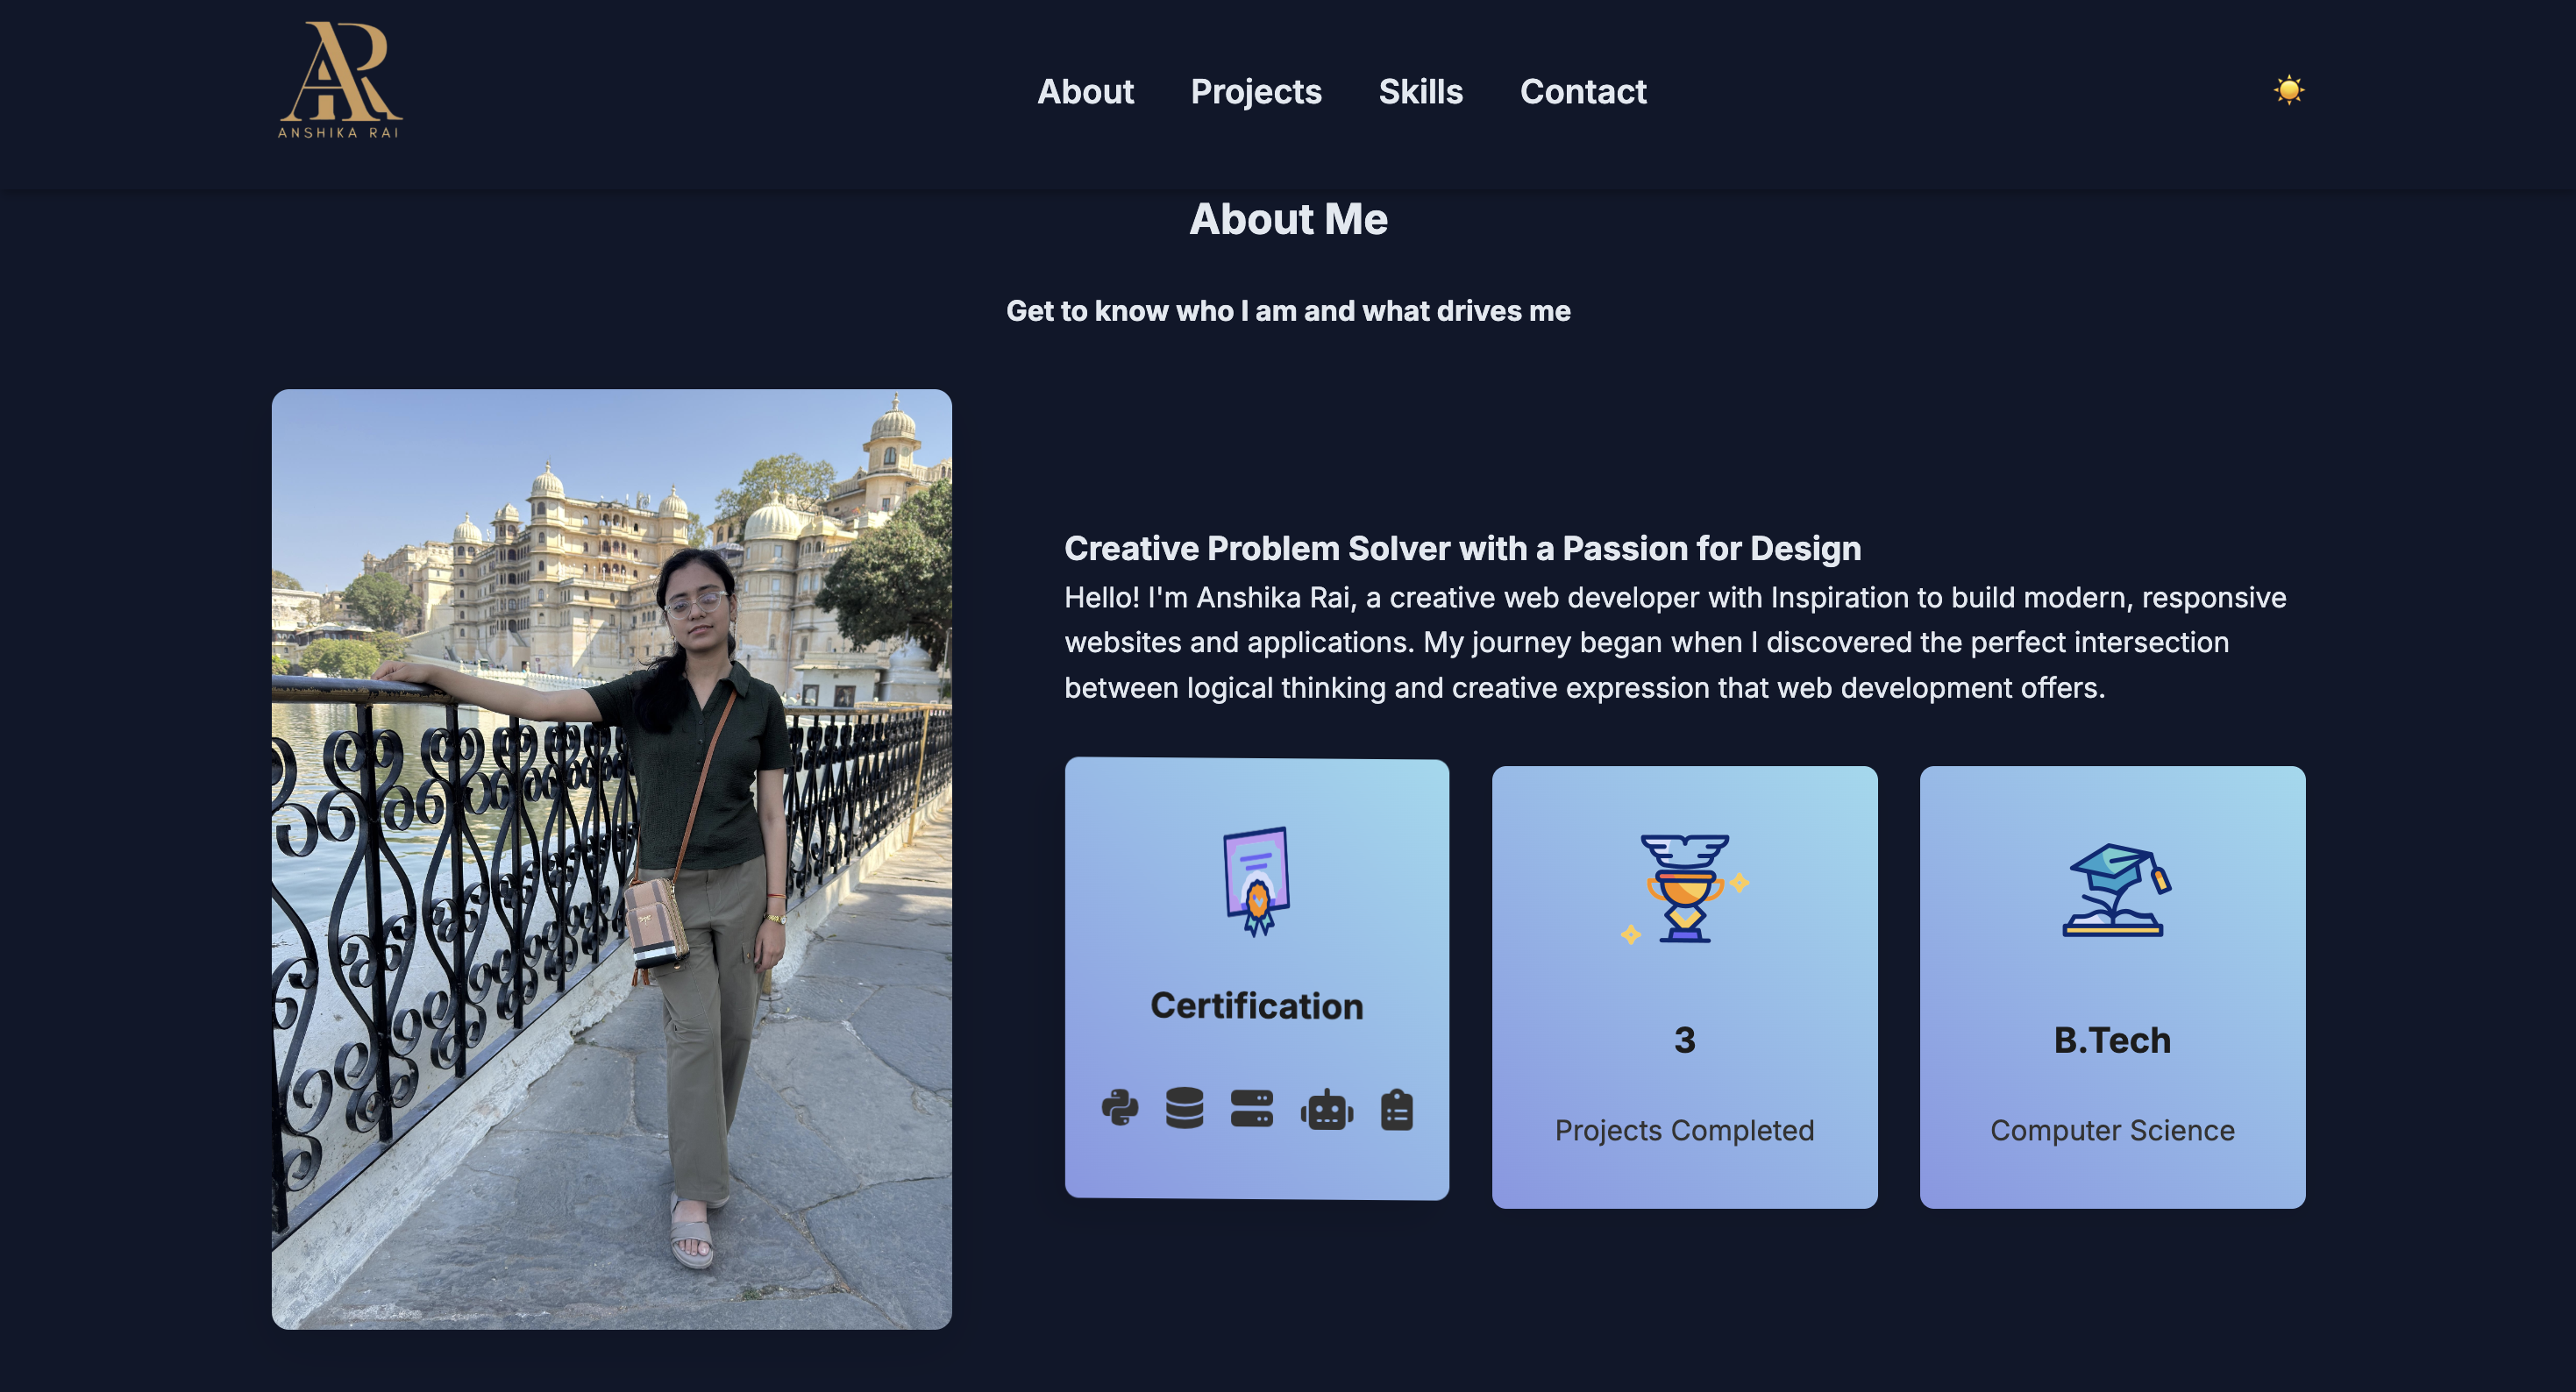 AR
ANSHIKA RAI
About
Projects
Skills
Contact
About Me
Get to know who I am and what drives me
Creative Problem Solver with a Passion for Design
Hello! I'm Anshika Rai, a creative web developer with Inspiration to build modern, responsive
websites and applications. My journey began when I discovered the perfect intersection
between logical thinking and creative expression that web development offers.
Certification
3
Projects Completed
B.Tech
Computer Science